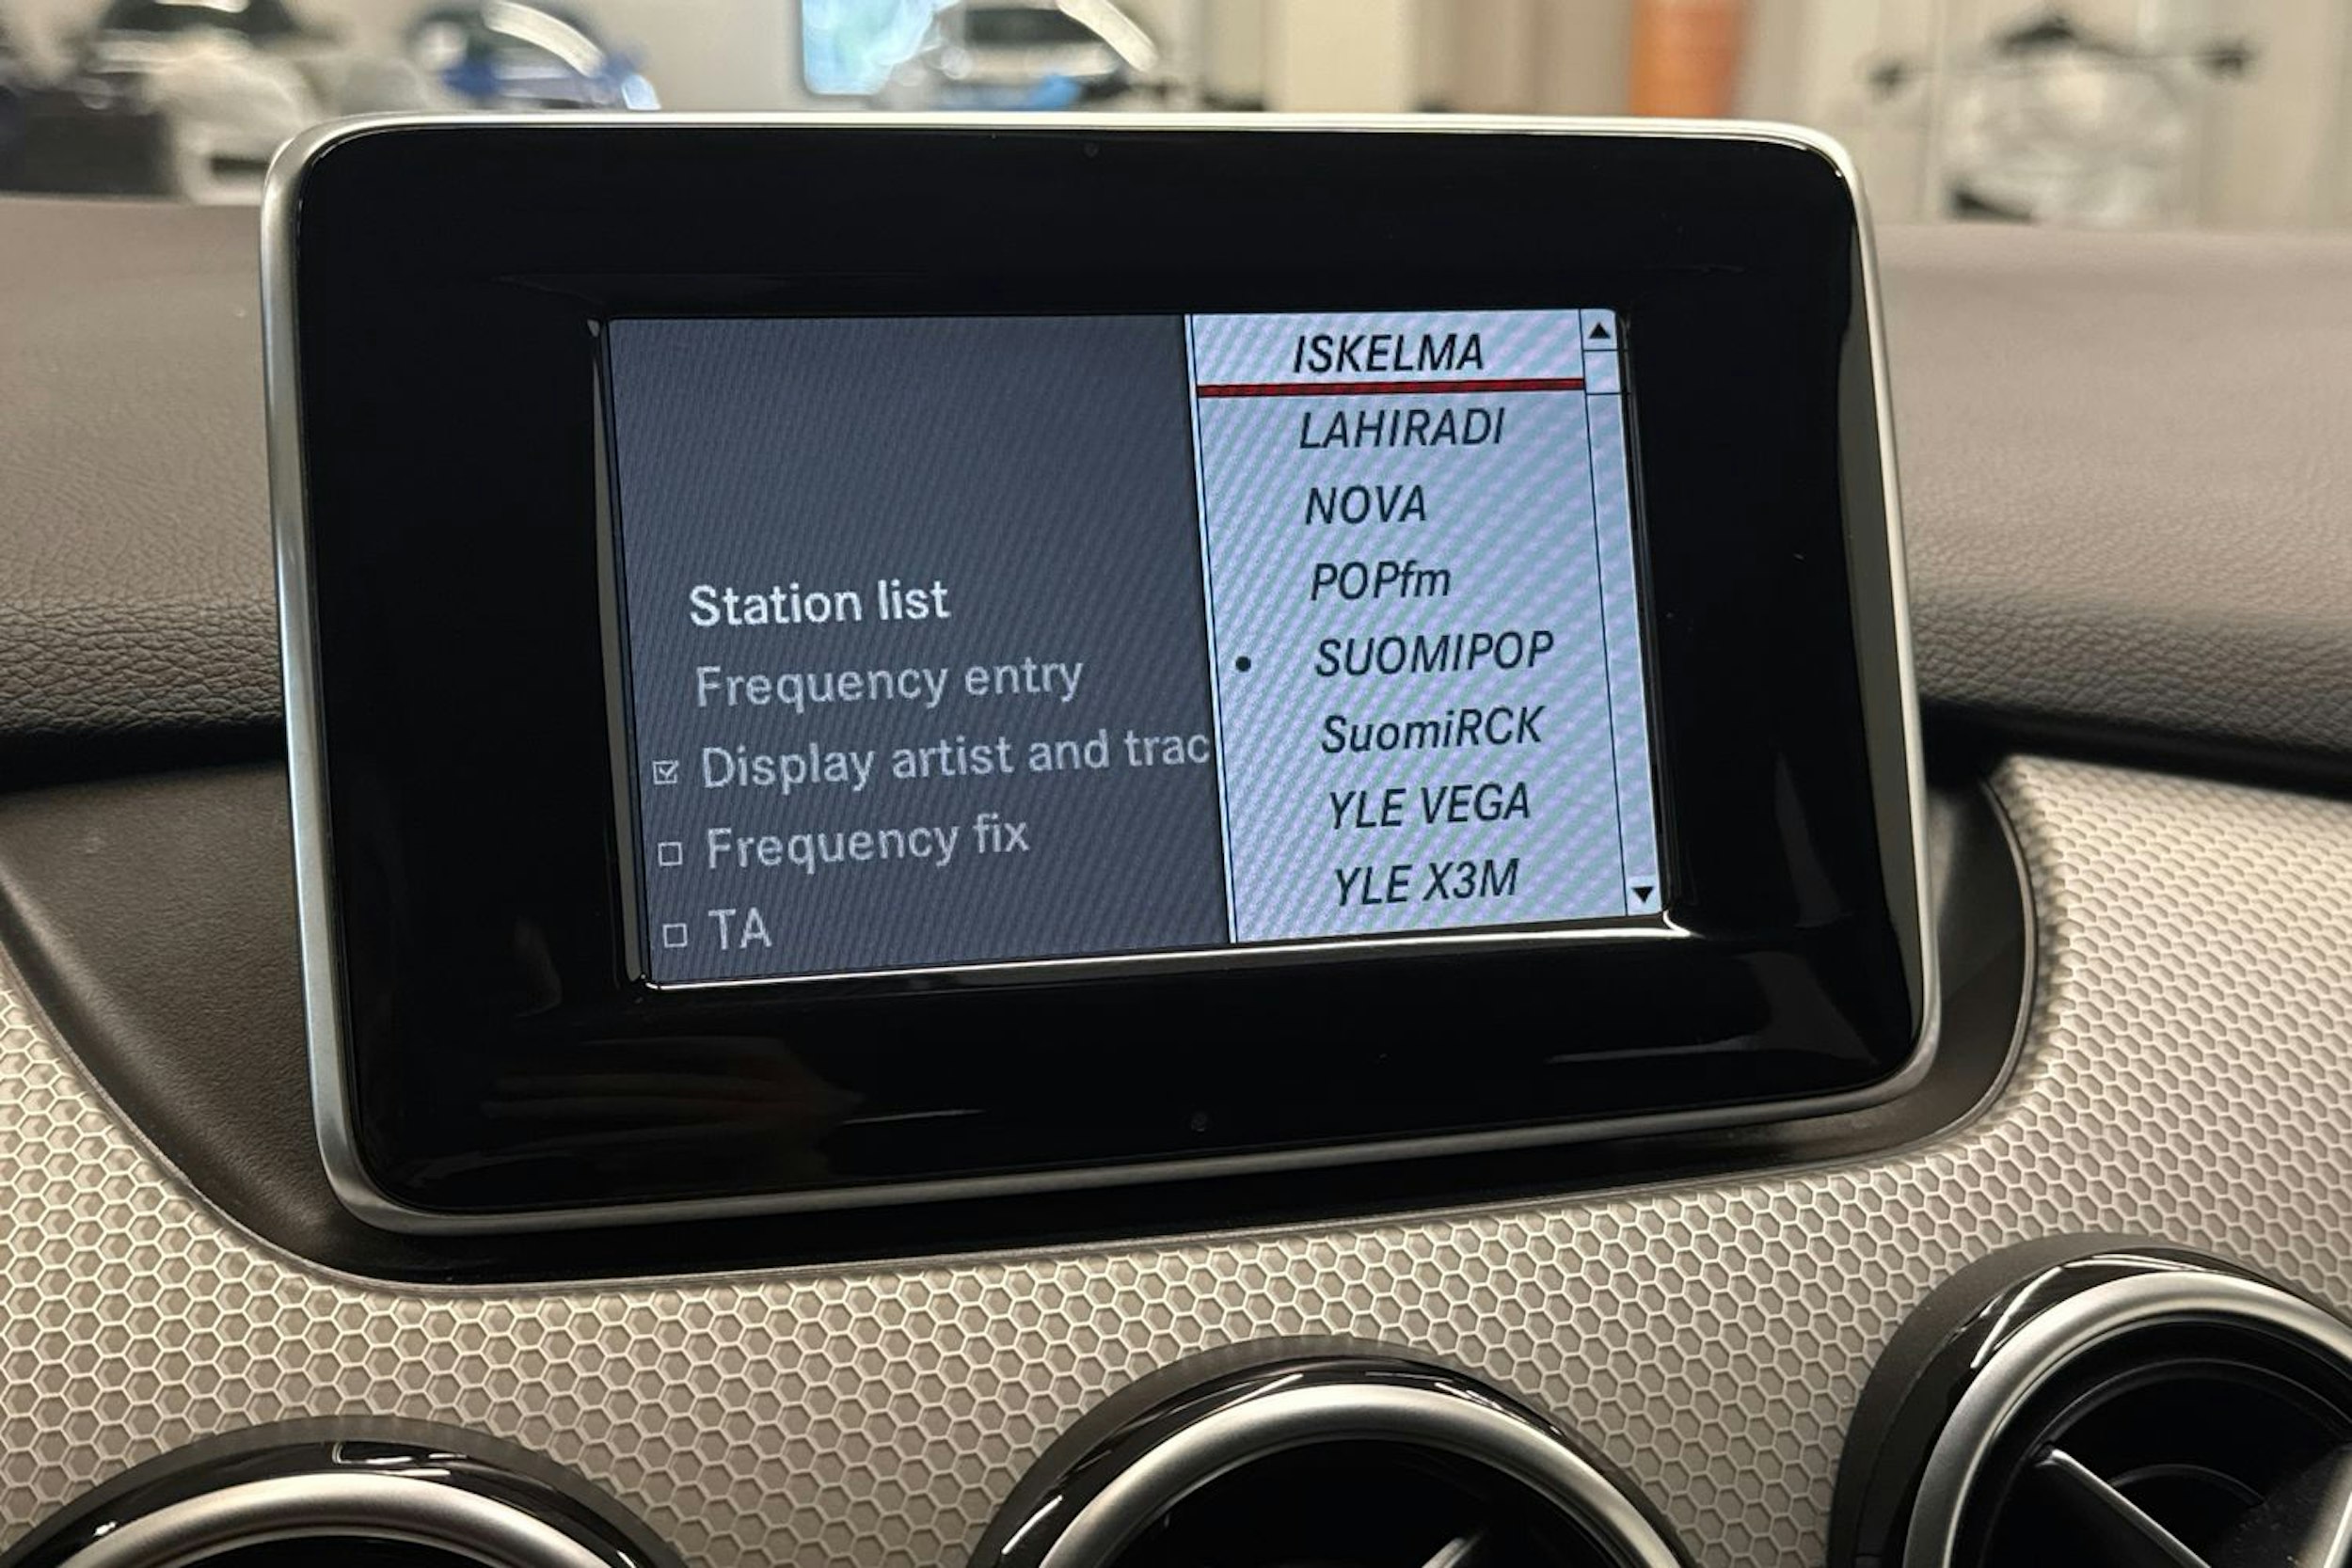 Station list
Frequency entry
Display artist and trac
Frequency fix
TA
ISKELMA
LAHIRADI
NOVA
POPfm
SUOMIPOP
SuomiRCK
YLE VEGA
YLE X3M